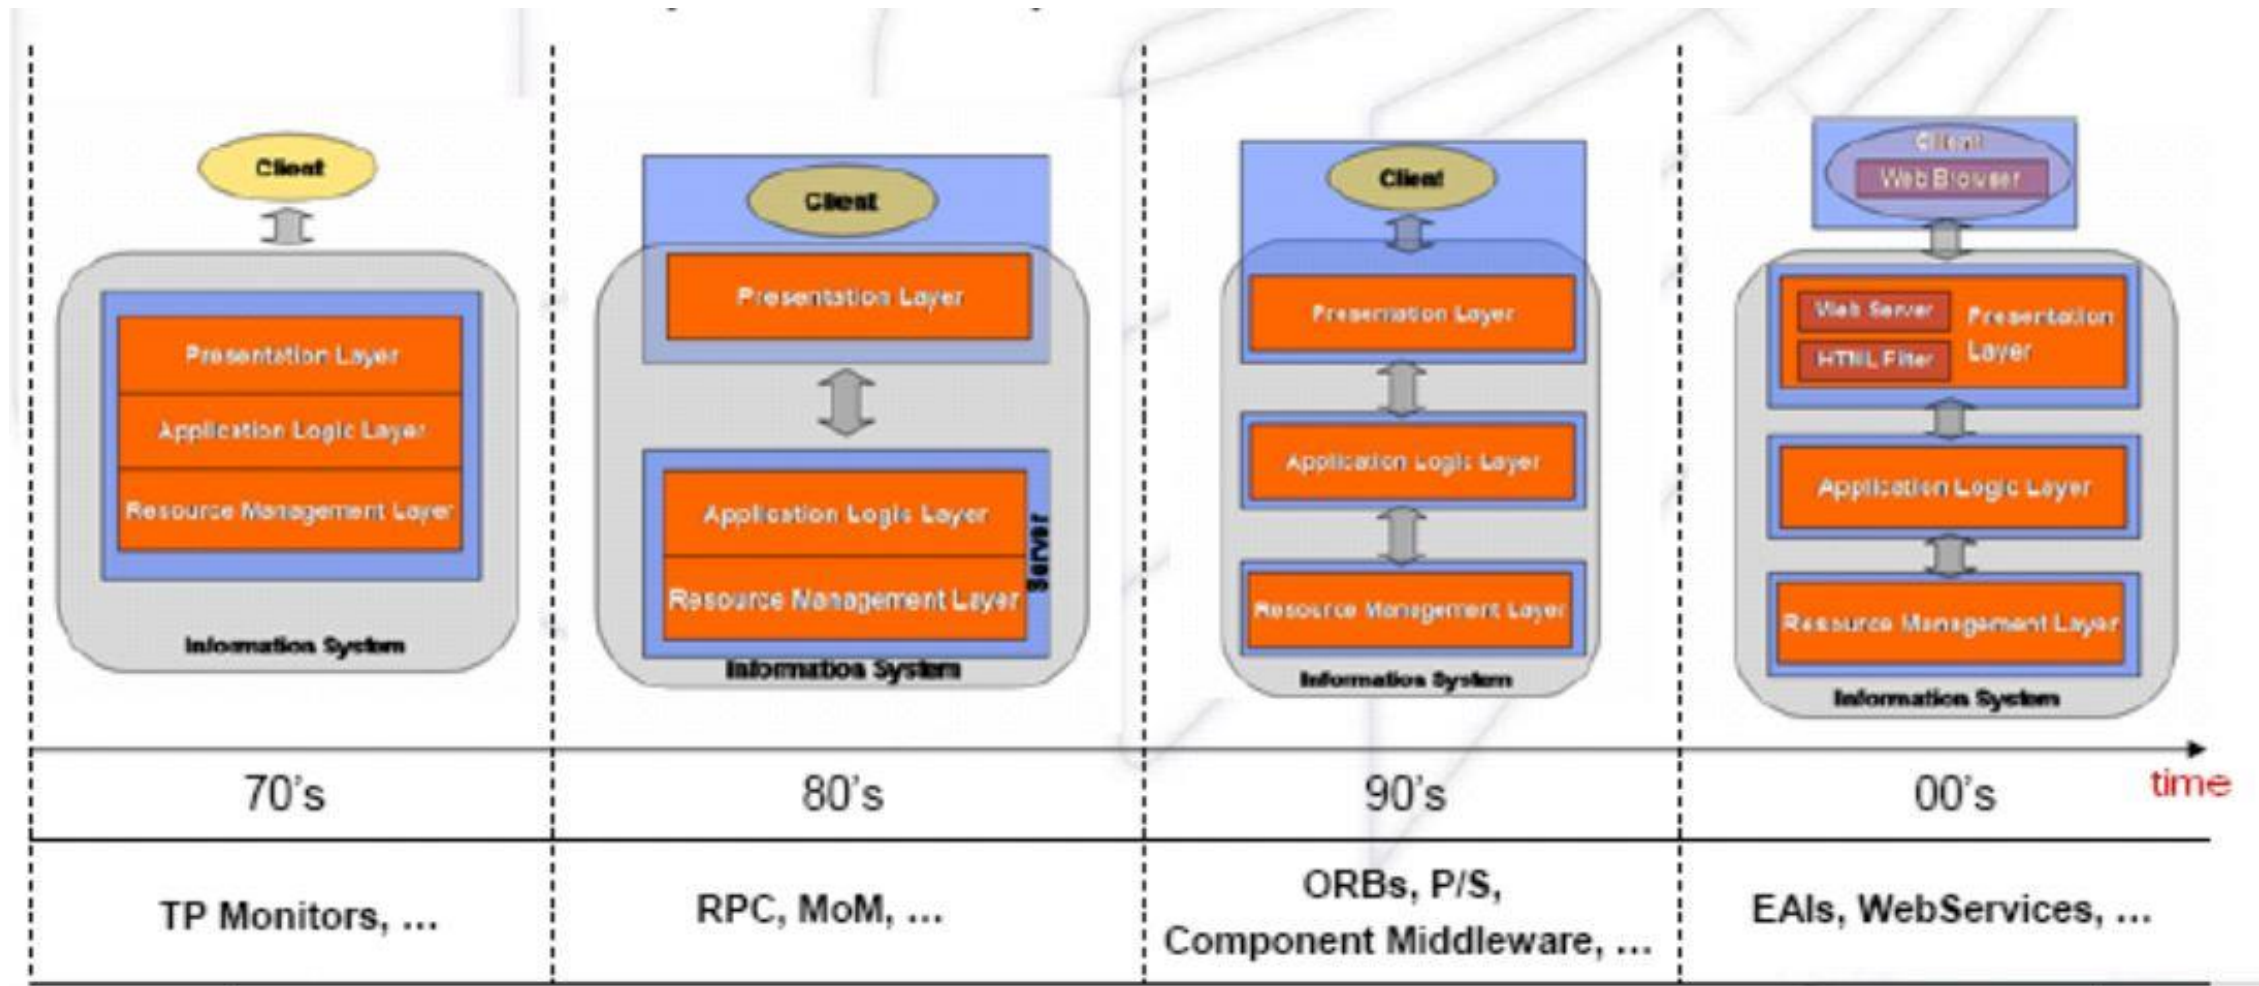 Client
Presentation Layer
Application Logic Layer
Resource Management Layer
Information System
Client
Presentation Layer
Application Logic Layer
Resource Management Layer
Server
Information System
Client
Presentation Layer
Application Logic Layer
Resource Management Layer
Information System
Client
Web Browser
Web Server
HTML Filter
Presentation
Layer
Application Logic Layer
Resource Management Layer
Information System
70's
80's
90's
00's
time
TP Monitors, ...
RPC, MoM, ...
ORBs, P/S,
Component Middleware, ...
EAIs, WebServices, ...